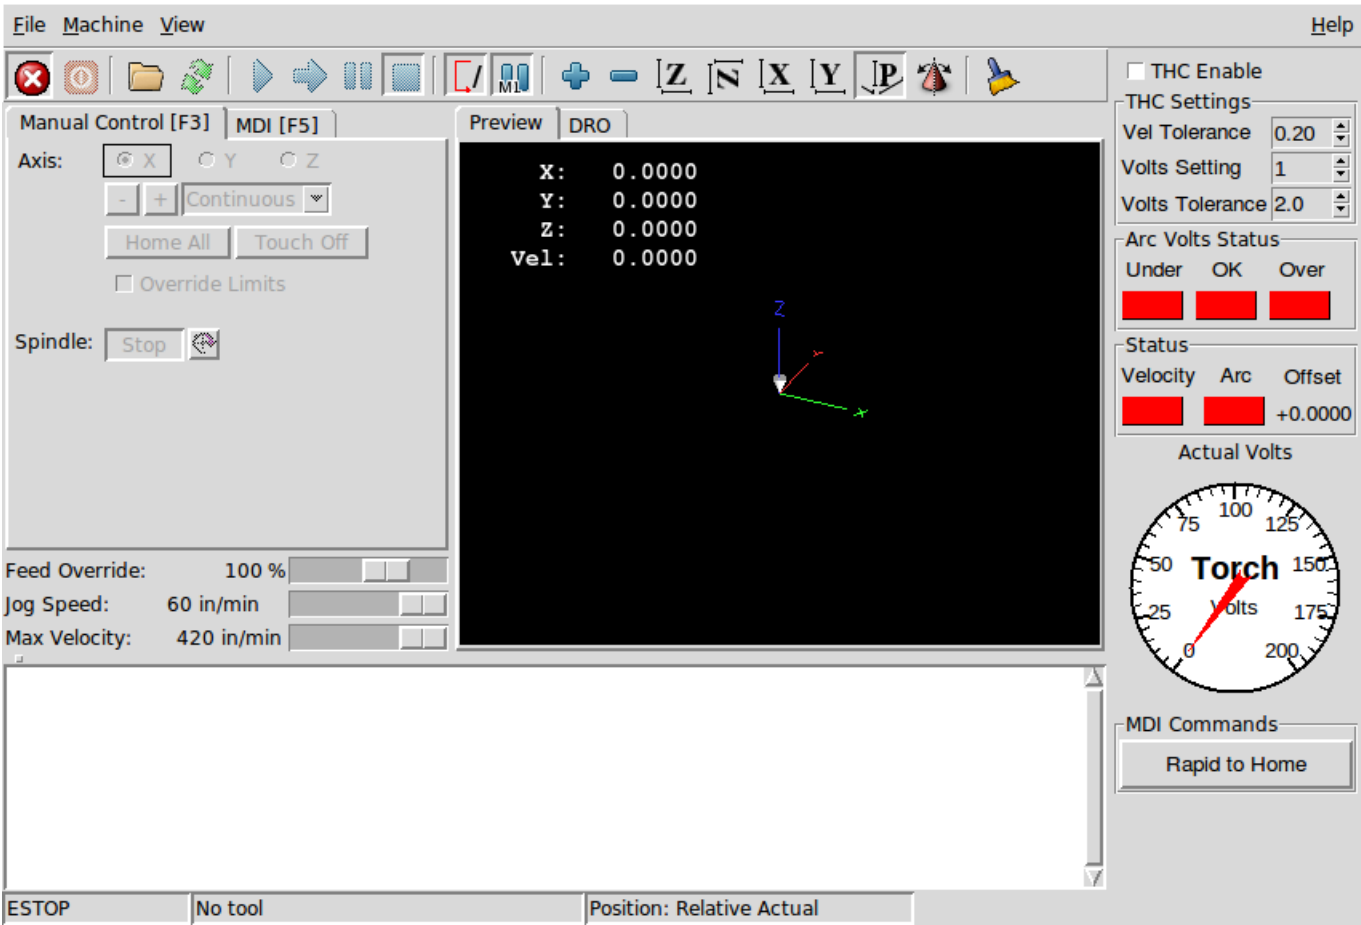 File Machine View Help
M1 Z N X Y P
THC Enable
Manual Control [F3] MDI [F5]
Preview DRO
THC Settings
Vel Tolerance 0.20
Volts Setting 1
Volts Tolerance 2.0
Axis: X Y Z
- + Continuous
Home All Touch Off
Override Limits
Spindle: Stop
X: 0.0000
Y: 0.0000
Z: 0.0000
Vel: 0.0000
Z
Y
X
Arc Volts Status
Under OK Over
Status
Velocity Arc Offset
+0.0000
Actual Volts
0 25 50 75 100 125 150 175 200
Torch
Volts
Feed Override: 100 %
Jog Speed: 60 in/min
Max Velocity: 420 in/min
MDI Commands
Rapid to Home
ESTOP No tool Position: Relative Actual